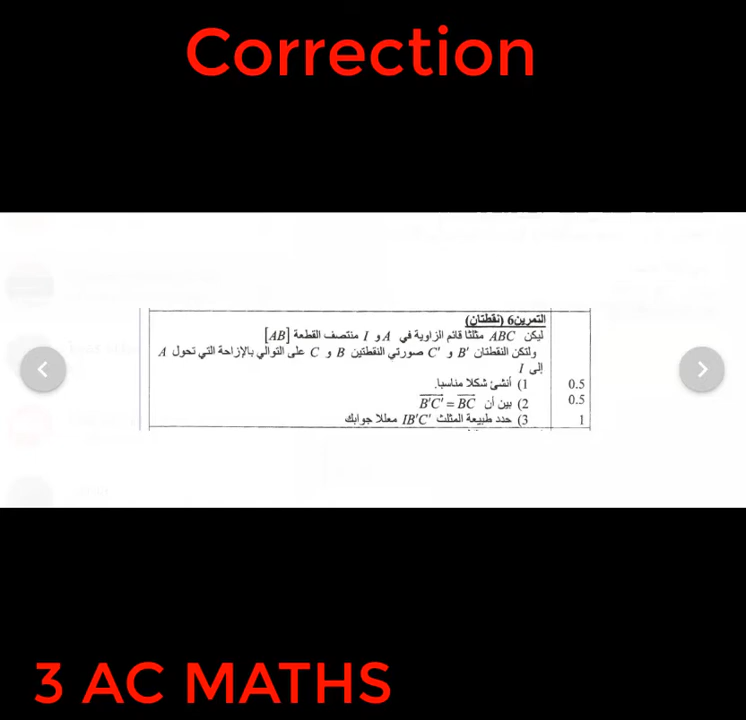 Correction
التمرين6 (نقطتان)
ليكن ABC مثلثا قائم الزاوية في A و I منتصف القطعة [AB]
ولتكن النقطتان B' و C' صورتي النقطتين B و C على التوالي بالإزاحة التي تحول A
إلى I
1) أنشئ شكلا مناسبا. 0.5
2) بين أن B'C' = BC 0.5
3) حدد طبيعة المثلث IB'C' معللا جوابك 1
3 AC MATHS